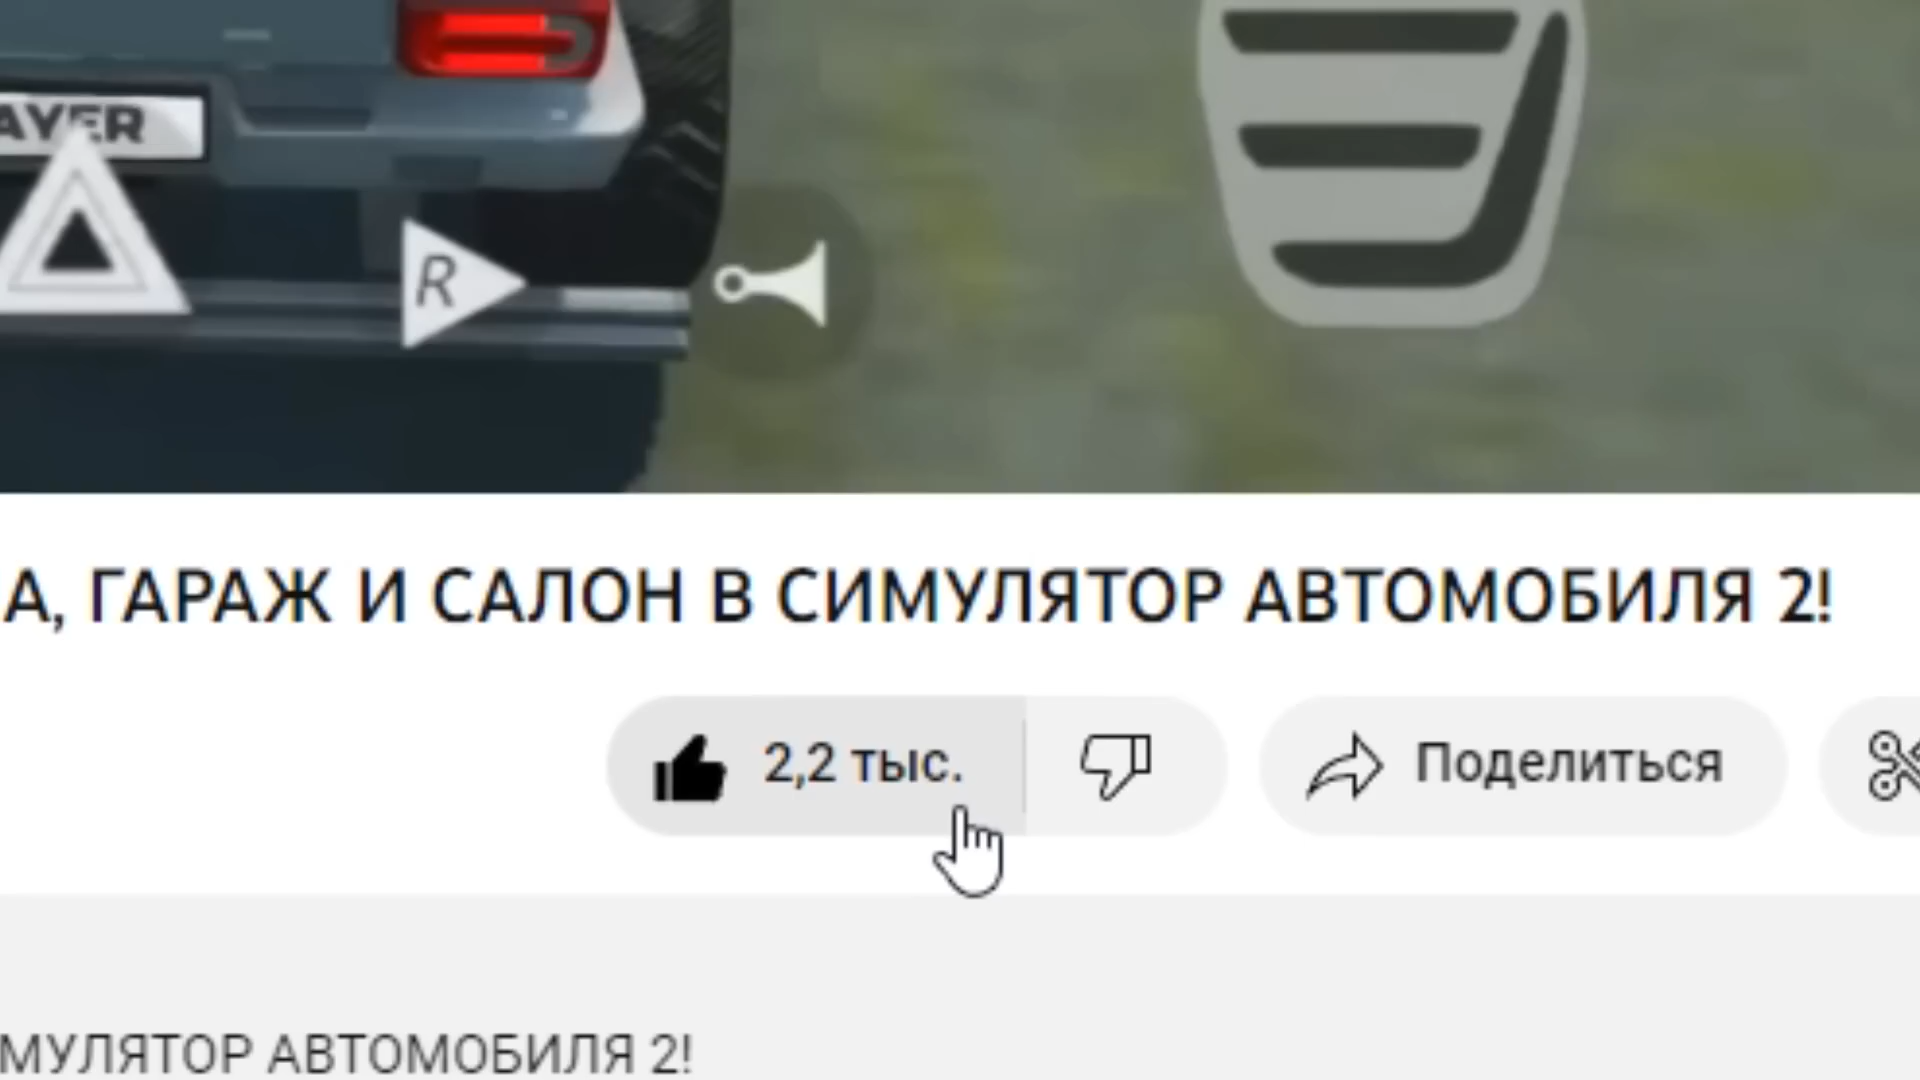 AYER
R
А, ГАРАЖ И САЛОН В СИМУЛЯТОР АВТОМОБИЛЯ 2!
2,2 тыс.
Поделиться
МУЛЯТОР АВТОМОБИЛЯ 2!